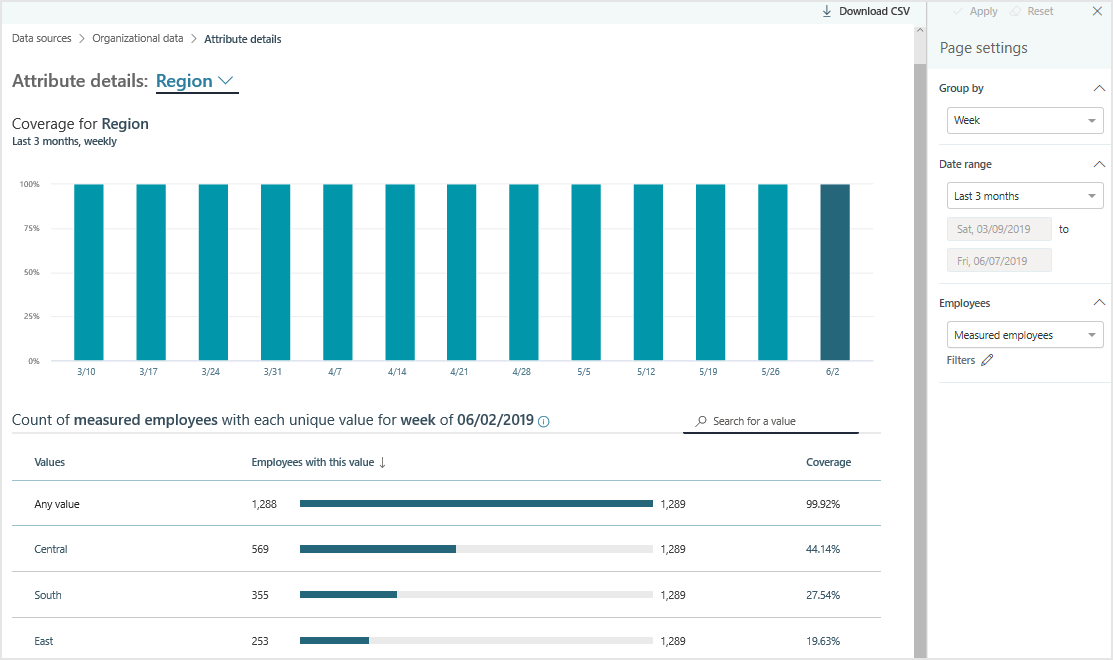 Download CSV
Apply Reset
Data sources > Organizational data > Attribute details
Page settings
Attribute details: Region
Group by
Week
Coverage for Region
Last 3 months, weekly
Date range
Last 3 months
Sat, 03/09/2019 to
Fri, 06/07/2019
Employees
Measured employees
Filters
100%
75%
50%
25%
0%
3/10 3/17 3/24 3/31 4/7 4/14 4/21 4/28 5/5 5/12 5/19 5/26 6/2
Count of measured employees with each unique value for week of 06/02/2019
Search for a value
Values Employees with this value ↓ Coverage
Any value 1,288 1,289 99.92%
Central 569 1,289 44.14%
South 355 1,289 27.54%
East 253 1,289 19.63%